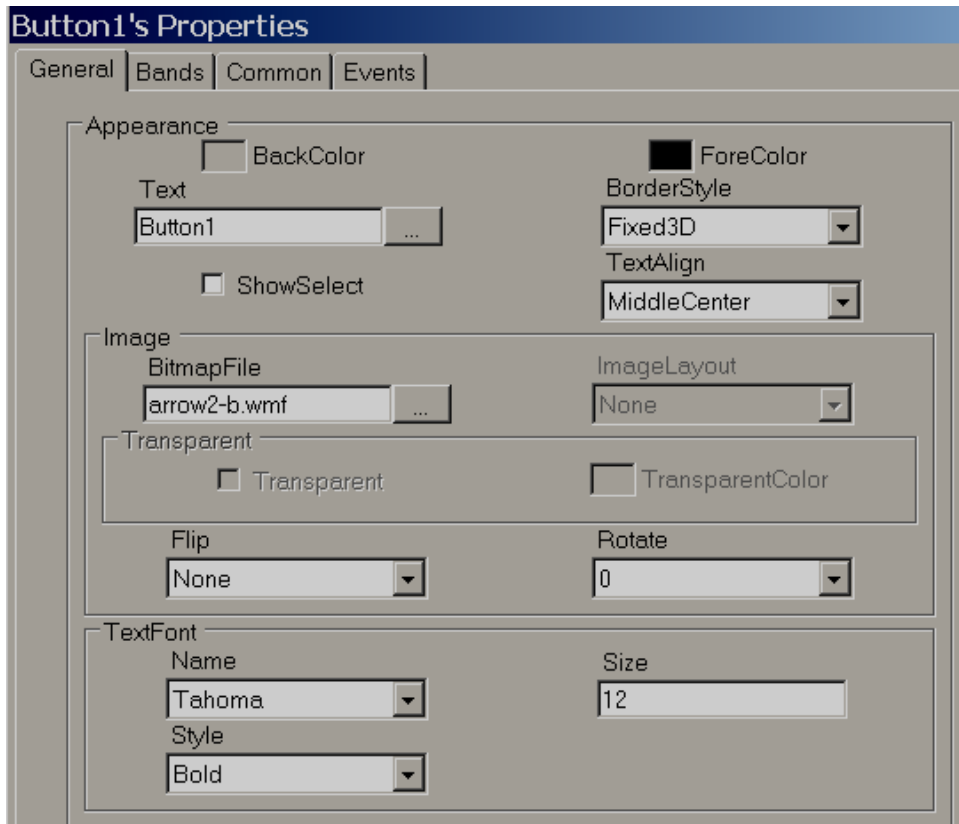 Button1's Properties
General Bands Common Events
Appearance
BackColor ForeColor
Text BorderStyle
Button1 ... Fixed3D
ShowSelect TextAlign
MiddleCenter
Image
BitmapFile ImageLayout
arrow2-b.wmf ... None
Transparent
Transparent TransparentColor
Flip Rotate
None 0
TextFont
Name Size
Tahoma 12
Style
Bold